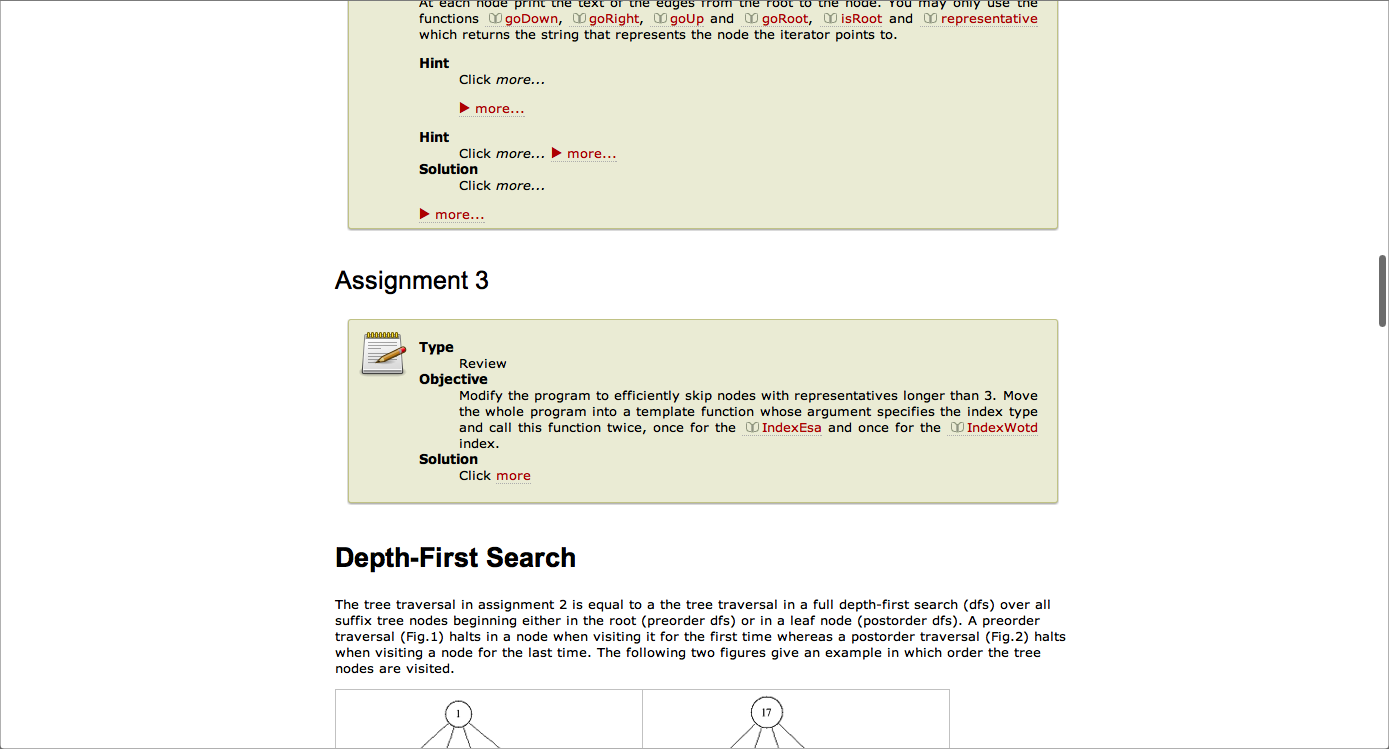 At each node print the text of the edges from the root to the node. You may only use the
functions goDown, goRight, goUp and goRoot, isRoot and representative
which returns the string that represents the node the iterator points to.
Hint
Click more...
more...
Hint
Click more... more...
Solution
Click more...
more...
Assignment 3
Type
Review
Objective
Modify the program to efficiently skip nodes with representatives longer than 3. Move
the whole program into a template function whose argument specifies the index type
and call this function twice, once for the IndexEsa and once for the IndexWotd
index.
Solution
Click more
Depth-First Search
The tree traversal in assignment 2 is equal to a the tree traversal in a full depth-first search (dfs) over all
suffix tree nodes beginning either in the root (preorder dfs) or in a leaf node (postorder dfs). A preorder
traversal (Fig.1) halts in a node when visiting it for the first time whereas a postorder traversal (Fig.2) halts
when visiting a node for the last time. The following two figures give an example in which order the tree
nodes are visited.
1
17